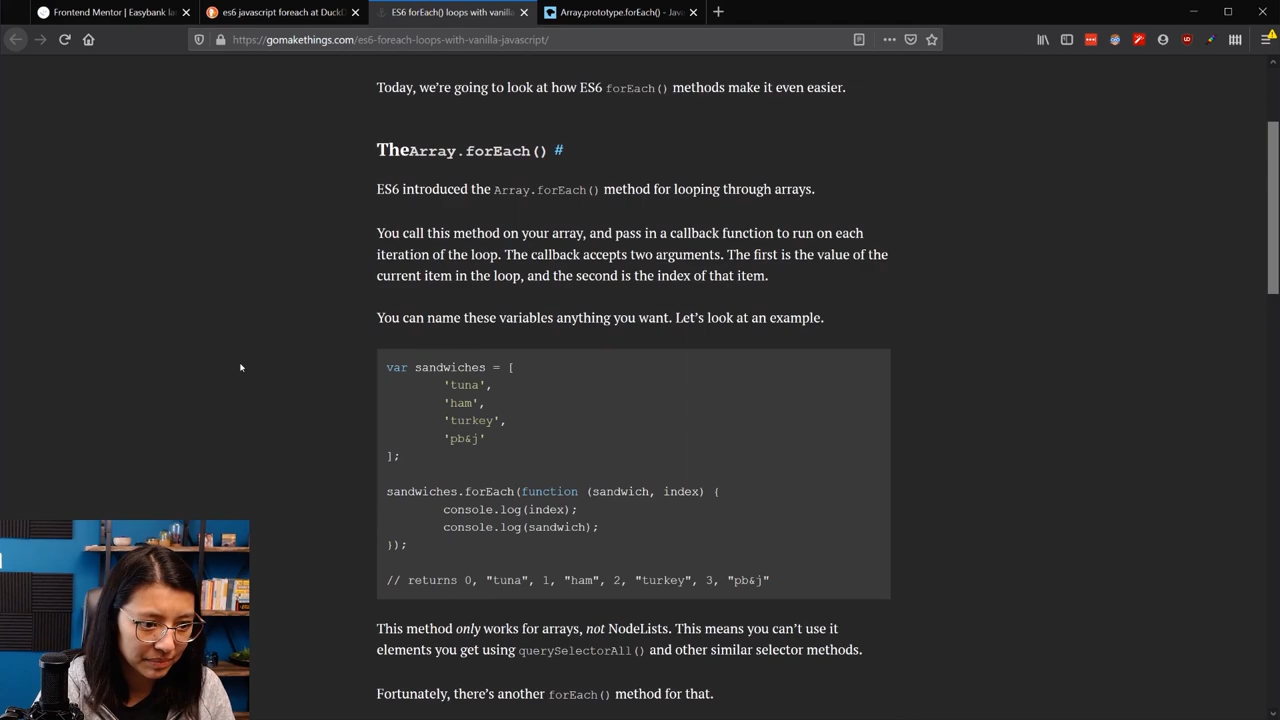 Frontend Mentor | Easybank la
es6 javascript foreach at DuckD
ES6 forEach() loops with vanilla
Array.prototype.forEach() - Jav
https://gomakethings.com/es6-foreach-loops-with-vanilla-javascript/
Today, we're going to look at how ES6 forEach() methods make it even easier.
TheArray.forEach() #
ES6 introduced the Array.forEach() method for looping through arrays.
You call this method on your array, and pass in a callback function to run on each
iteration of the loop. The callback accepts two arguments. The first is the value of the
current item in the loop, and the second is the index of that item.
You can name these variables anything you want. Let's look at an example.
var sandwiches = [
'tuna',
'ham',
'turkey',
'pb&j'
];
sandwiches.forEach(function (sandwich, index) {
console.log(index);
console.log(sandwich);
});
// returns 0, "tuna", 1, "ham", 2, "turkey", 3, "pb&j"
This method only works for arrays, not NodeLists. This means you can't use it
elements you get using querySelectorAll() and other similar selector methods.
Fortunately, there's another forEach() method for that.